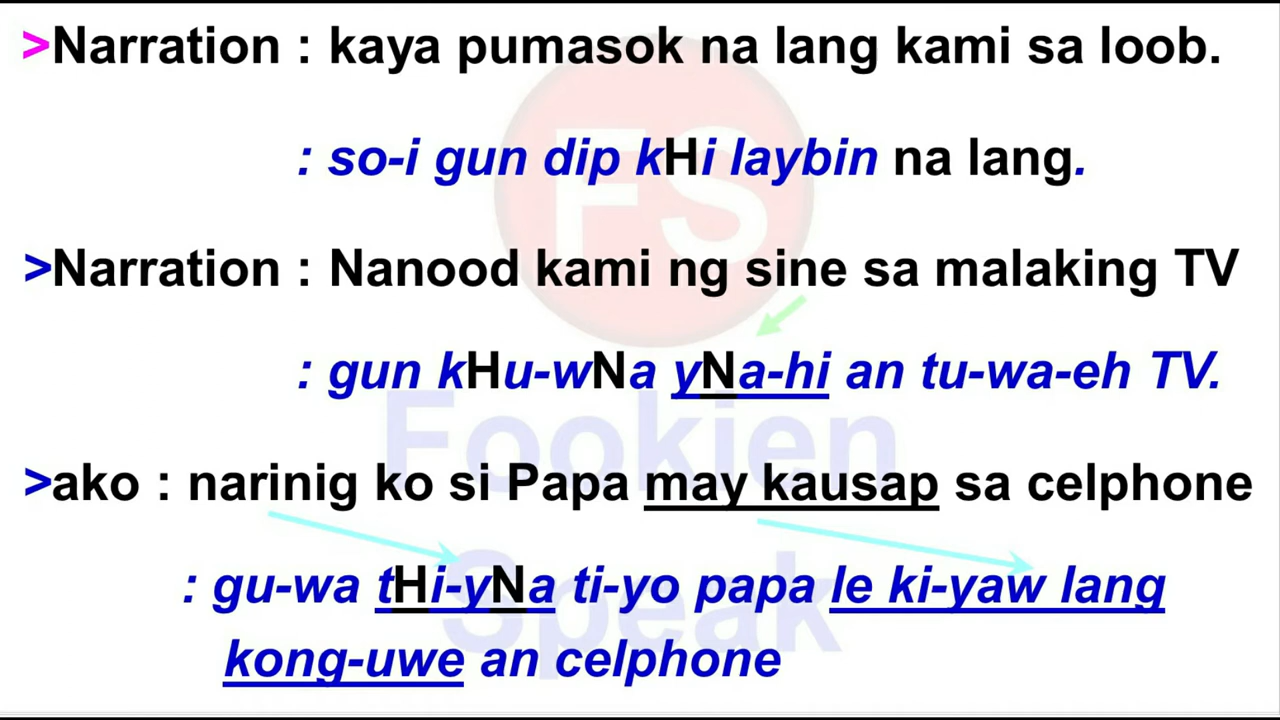 >Narration : kaya pumasok na lang kami sa loob.
: so-i gun dip kHi laybin na lang.
>Narration : Nanood kami ng sine sa malaking TV
: gun kHu-wNa yNa-hi an tu-wa-eh TV.
>ako : narinig ko si Papa may kausap sa celphone
: gu-wa tHi-yNa ti-yo papa le ki-yaw lang
kong-uwe an celphone
FS
Fookien
Speak